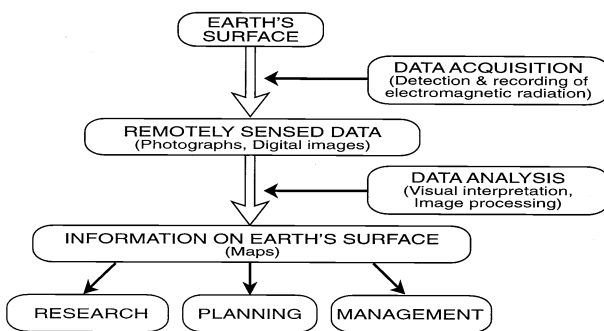 EARTH'S
SURFACE
DATA ACQUISITION
(Detection & recording of
electromagnetic radiation)
REMOTELY SENSED DATA
(Photographs, Digital images)
DATA ANALYSIS
(Visual interpretation,
Image processing)
INFORMATION ON EARTH'S SURFACE
(Maps)
RESEARCH
PLANNING
MANAGEMENT